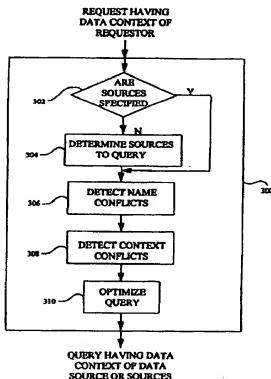 REQUEST HAVING
DATA CONTEXT OF
REQUESTOR
ARE
SOURCES
SPECIFIED
302
Y
N
304
DETERMINE SOURCES
TO QUERY
306
DETECT NAME
CONFLICTS
300
308
DETECT CONTEXT
CONFLICTS
310
OPTIMIZE
QUERY
QUERY HAVING DATA
CONTEXT OF DATA
SOURCE OR SOURCES